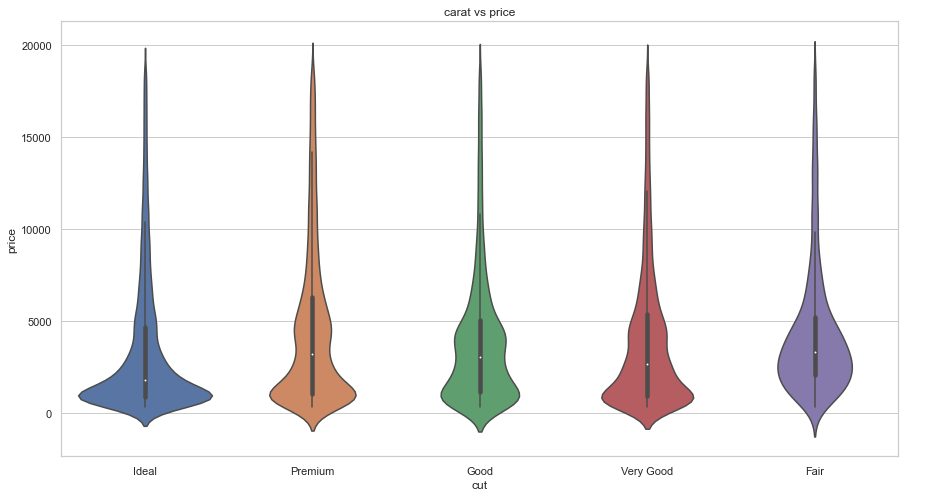 carat vs price
20000
15000
10000
5000
0
price
Ideal
Premium
Good
Very Good
Fair
cut